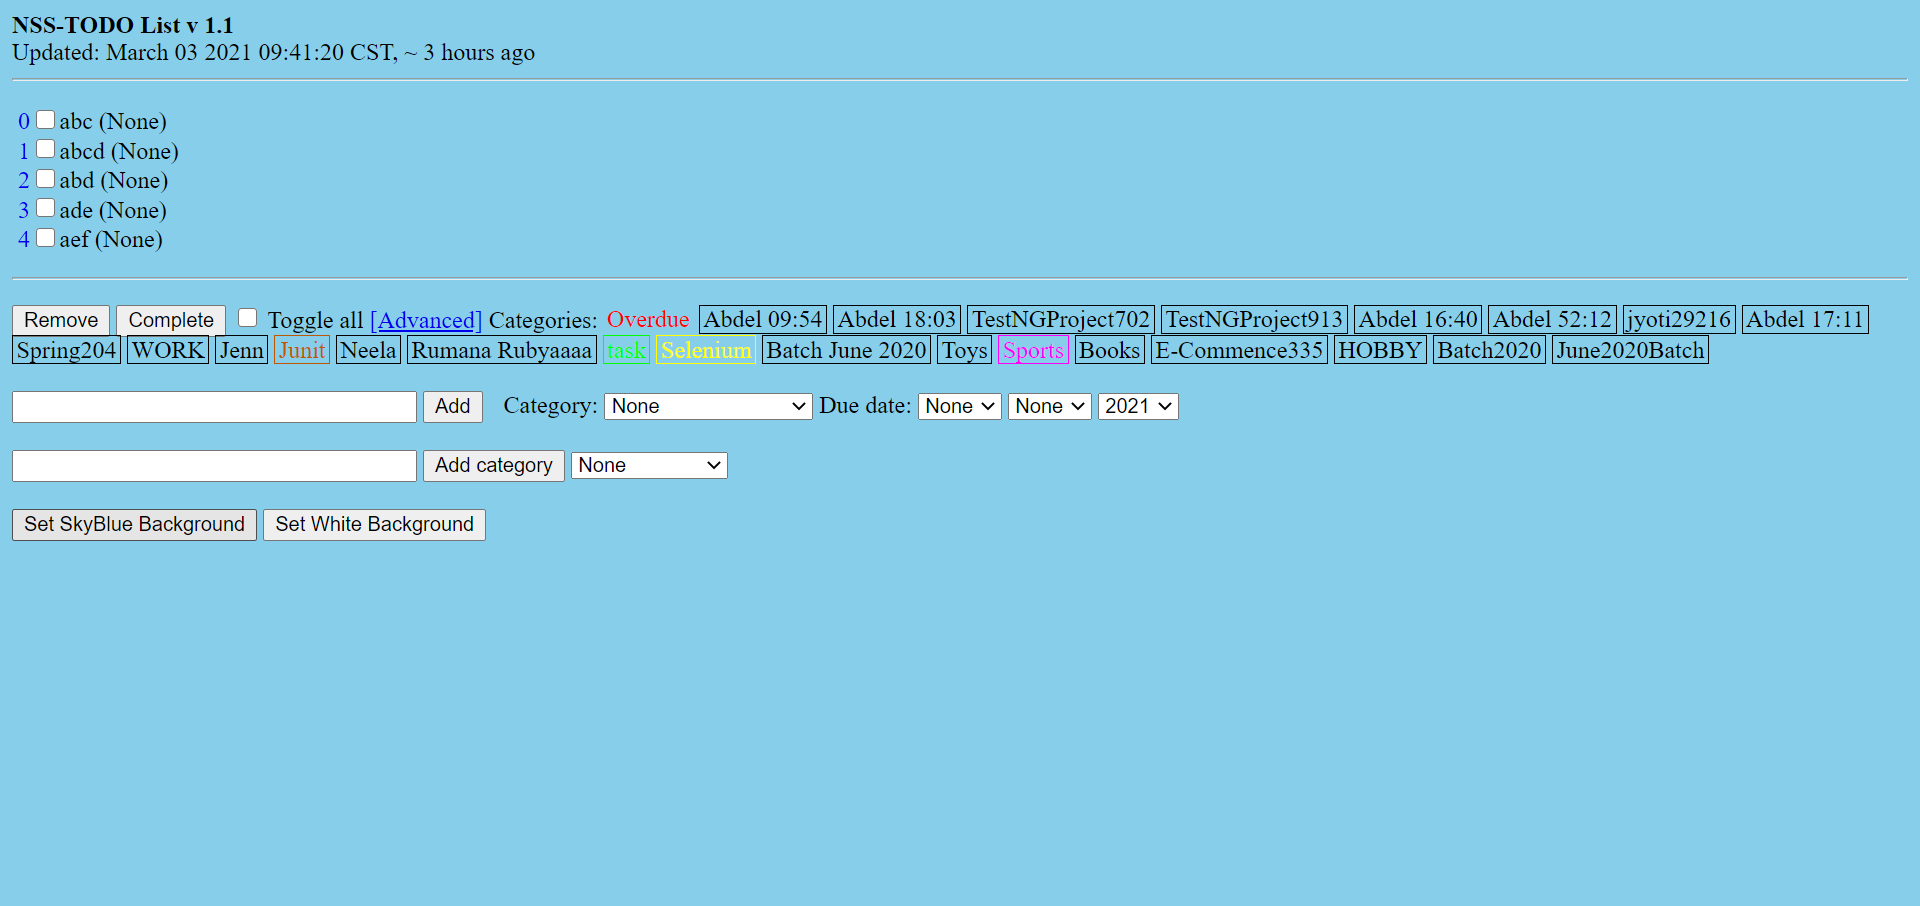 NSS-TODO List v 1.1
Updated: March 03 2021 09:41:20 CST, ~ 3 hours ago
0 abc (None)
1 abcd (None)
2 abd (None)
3 ade (None)
4 aef (None)
Remove Complete Toggle all [Advanced] Categories: Overdue Abdel 09:54 Abdel 18:03 TestNGProject702 TestNGProject913 Abdel 16:40 Abdel 52:12 jyoti29216 Abdel 17:11
Spring204 WORK Jenn Junit Neela Rumana Rubyaaaa task Selenium Batch June 2020 Toys Sports Books E-Commence335 HOBBY Batch2020 June2020Batch
Add Category: None Due date: None None 2021
Add category None
Set SkyBlue Background Set White Background